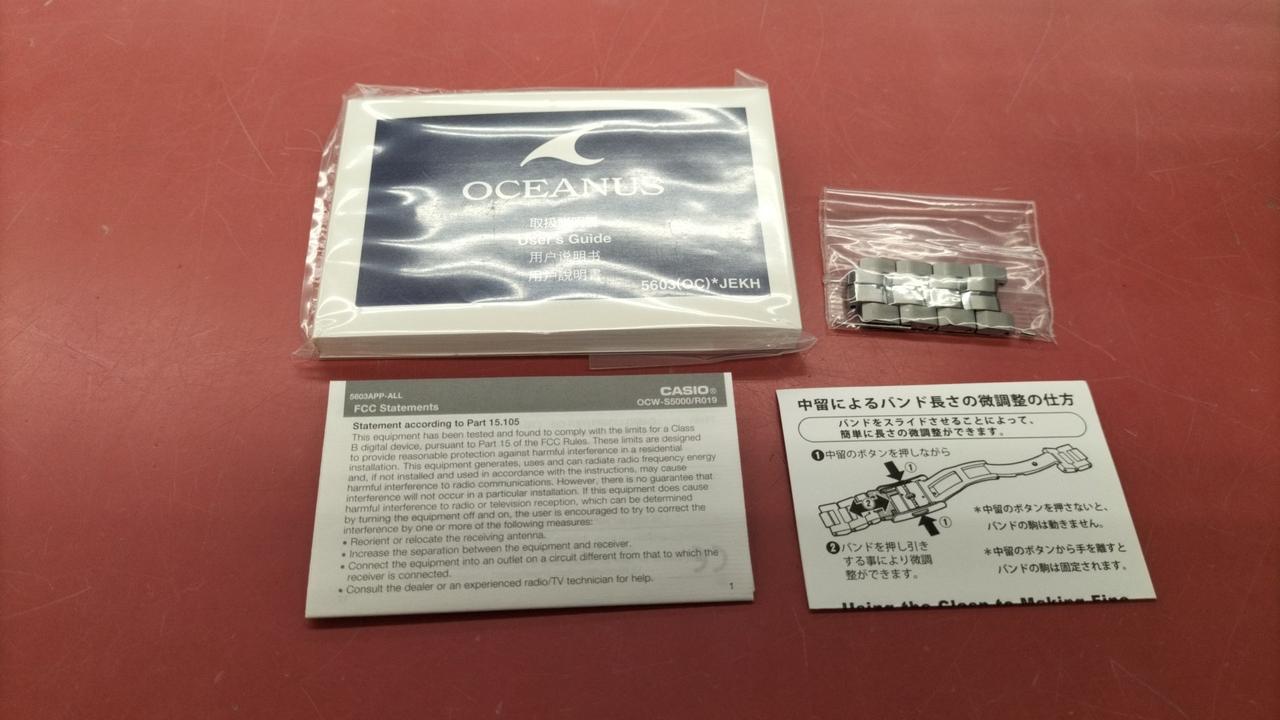 OCEANUS
取扱説明書
User's Guide
用户说明书
用戶說明書
5603(OC)*JEKH
5603APP-ALL
CASIO®
FCC Statements
OCW-S5000/R019
Statement according to Part 15.105
This equipment has been tested and found to comply with the limits for a Class
B digital device, pursuant to Part 15 of the FCC Rules. These limits are designed
to provide reasonable protection against harmful interference in a residential
installation. This equipment generates, uses and can radiate radio frequency energy
and, if not installed and used in accordance with the instructions, may cause
harmful interference to radio communications. However, there is no guarantee that
interference will not occur in a particular installation. If this equipment does cause
harmful interference to radio or television reception, which can be determined
by turning the equipment off and on, the user is encouraged to try to correct the
interference by one or more of the following measures:
• Reorient or relocate the receiving antenna.
• Increase the separation between the equipment and receiver.
• Connect the equipment into an outlet on a circuit different from that to which the
receiver is connected.
• Consult the dealer or an experienced radio/TV technician for help.
1
中留によるバンド長さの微調整の仕方
バンドをスライドさせることによって、
簡単に長さの微調整ができます。
❶中留のボタンを押しながら
①
2
①
❷バンドを押し引き
する事により微調
整ができます。
＊中留のボタンを押さないと、
バンドの駒は動きません。
＊中留のボタンから手を離すと
バンドの駒は固定されます。
Using the Clasp to Making Fine